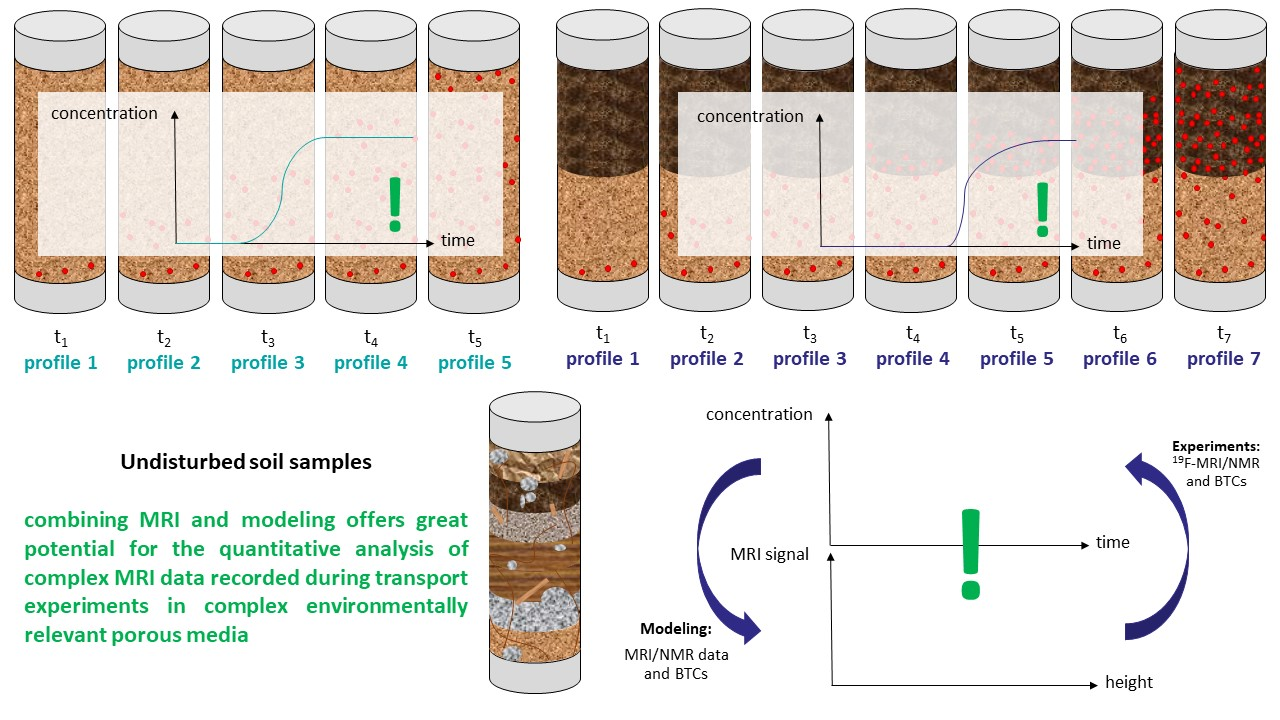 concentration
time
t₁ t₂ t₃ t₄ t₅
profile 1 profile 2 profile 3 profile 4 profile 5
concentration
time
t₁ t₂ t₃ t₄ t₅ t₆ t₇
profile 1 profile 2 profile 3 profile 4 profile 5 profile 6 profile 7
!
!
Undisturbed soil samples
combining MRI and modeling offers great
potential for the quantitative analysis of
complex MRI data recorded during transport
experiments in complex environmentally
relevant porous media
concentration
time
MRI signal
height
!
Modeling:
MRI/NMR data
and BTCs
Experiments:
¹⁹F-MRI/NMR
and BTCs